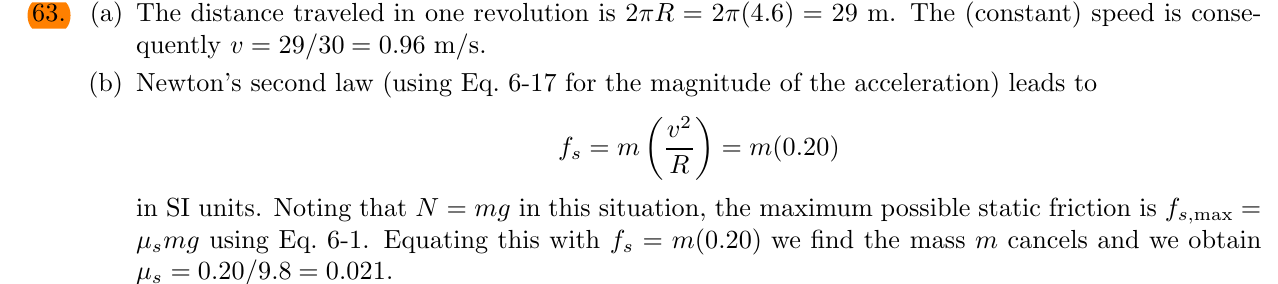 63. (a) The distance traveled in one revolution is 2πR = 2π(4.6) = 29 m. The (constant) speed is conse-
quently v = 29/30 = 0.96 m/s.
(b) Newton's second law (using Eq. 6-17 for the magnitude of the acceleration) leads to
f_s = m (v²/R) = m(0.20)
in SI units. Noting that N = mg in this situation, the maximum possible static friction is f_{s,max} =
μ_s mg using Eq. 6-1. Equating this with f_s = m(0.20) we find the mass m cancels and we obtain
μ_s = 0.20/9.8 = 0.021.